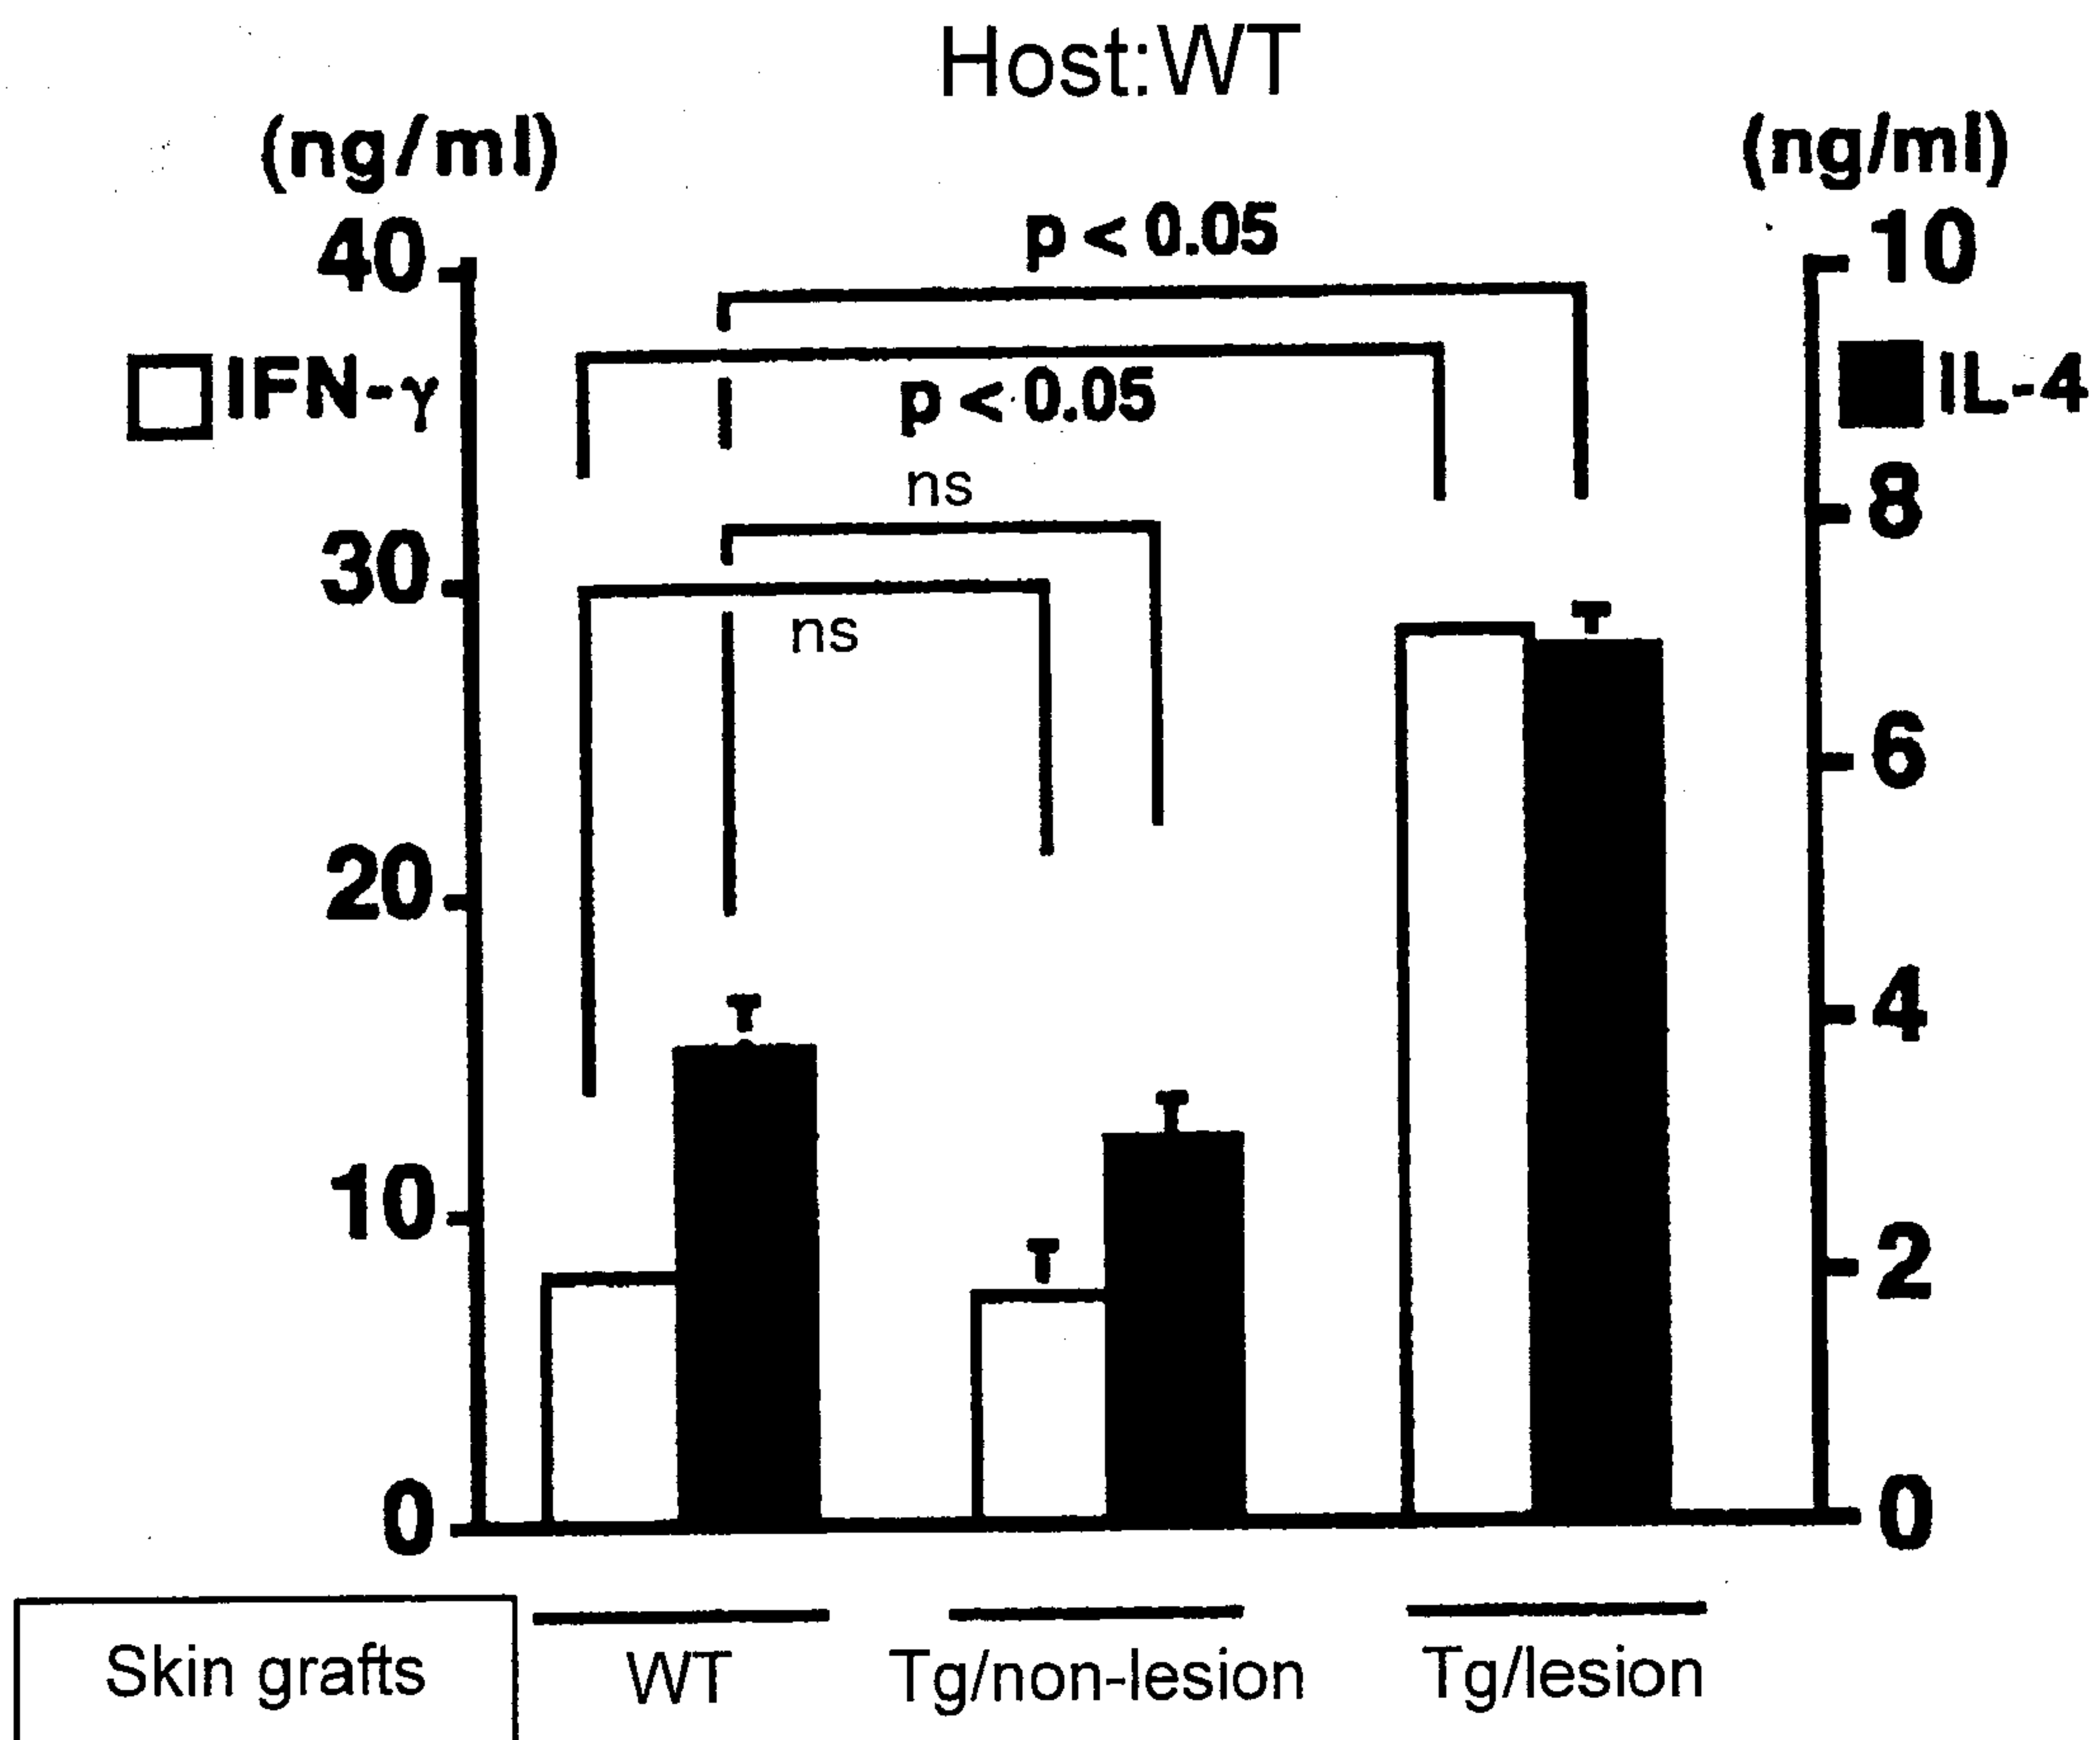 Host:WT
(ng/ml)
(ng/ml)
p < 0.05
40
10
IFN-γ
p < 0.05
IL-4
ns
8
30
ns
6
20
4
10
2
0
0
Skin grafts
WT
Tg/non-lesion
Tg/lesion